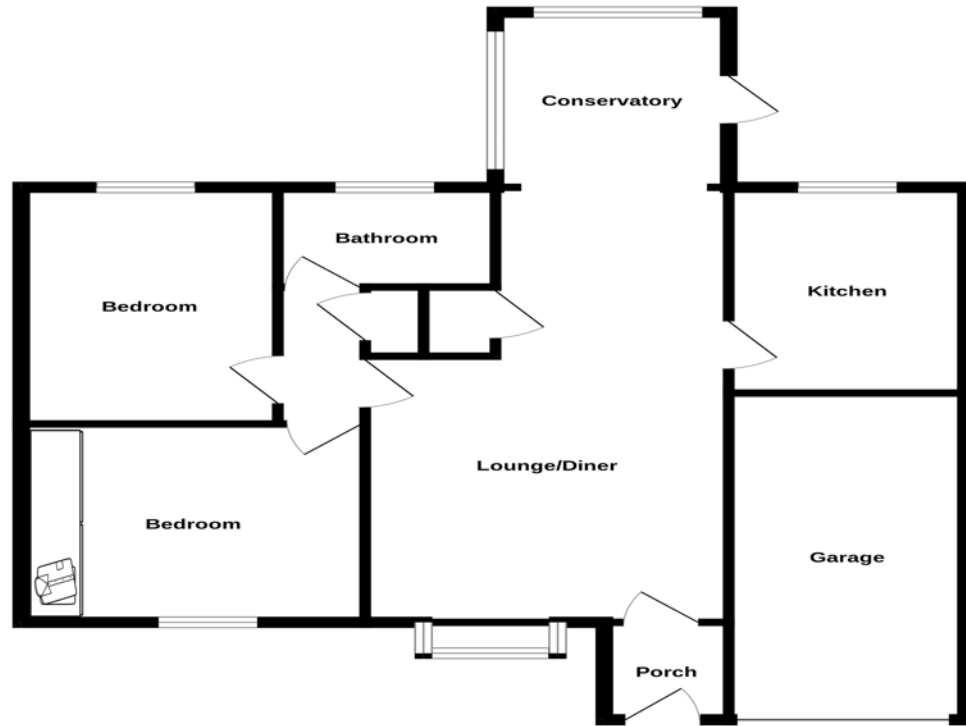 Conservatory
Bathroom
Bedroom
Kitchen
Lounge/Diner
Bedroom
Garage
Porch